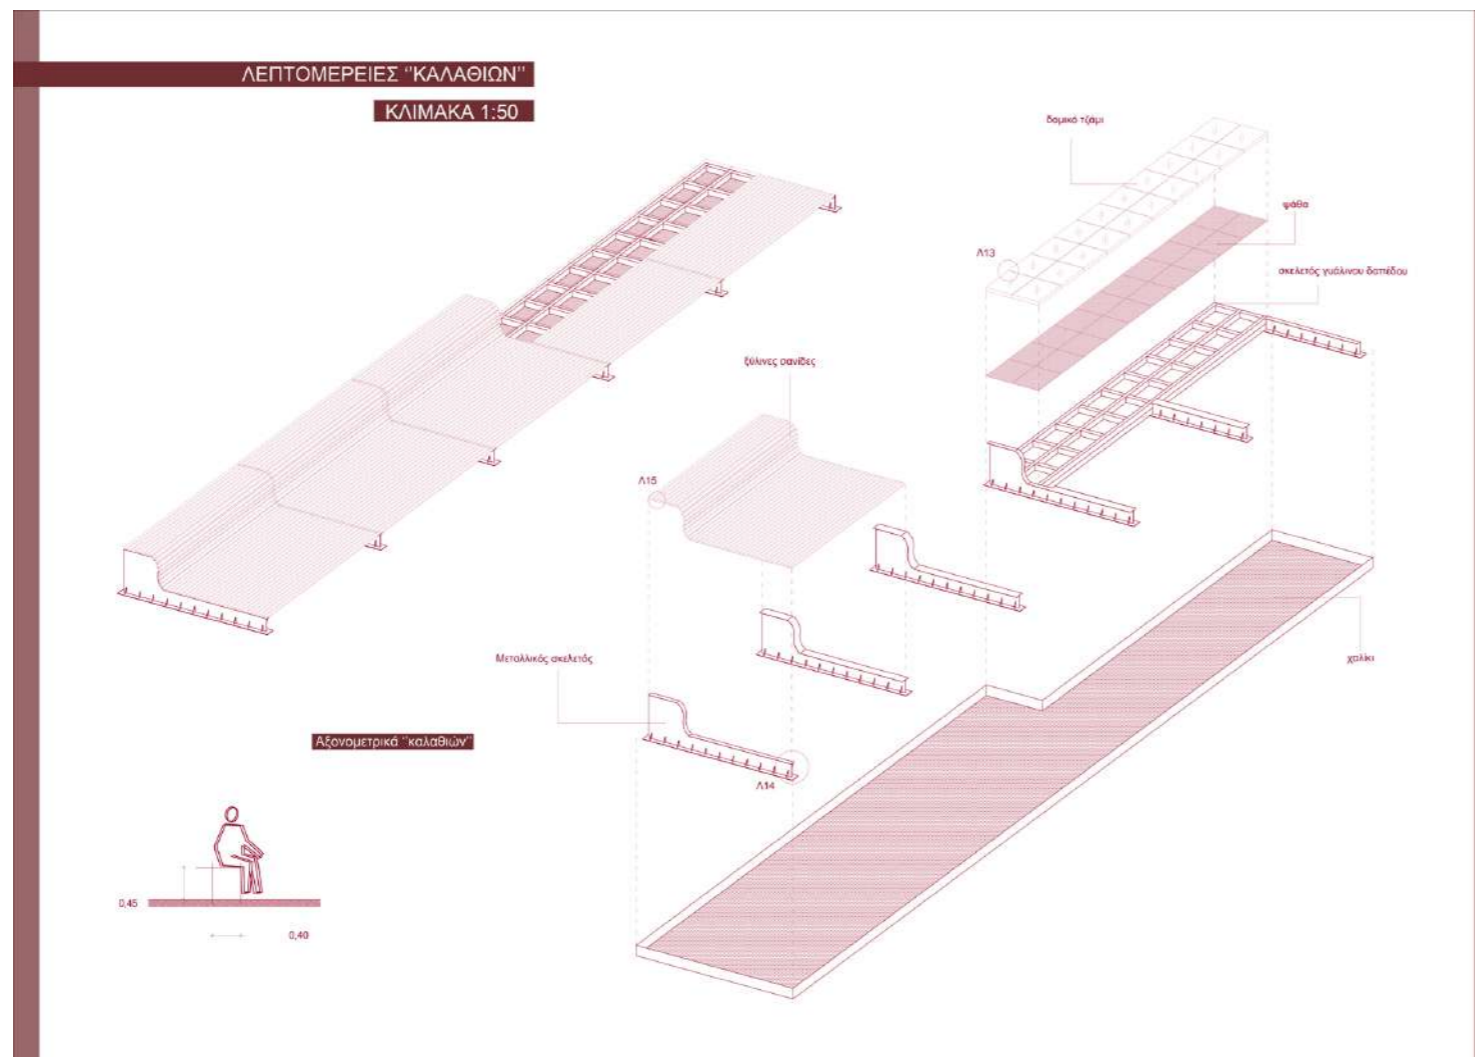 ΛΕΠΤΟΜΕΡΕΙΕΣ "ΚΑΛΑΘΙΩΝ"
ΚΛΙΜΑΚΑ 1:50
δομικό τζάμι
ψάθα
Λ13
σκελετός γυάλινου δαπέδου
ξύλινες σανίδες
Λ15
Μεταλλικός σκελετός
χαλίκι
Αξονομετρικά "καλαθιών"
Λ14
0,45
0,40